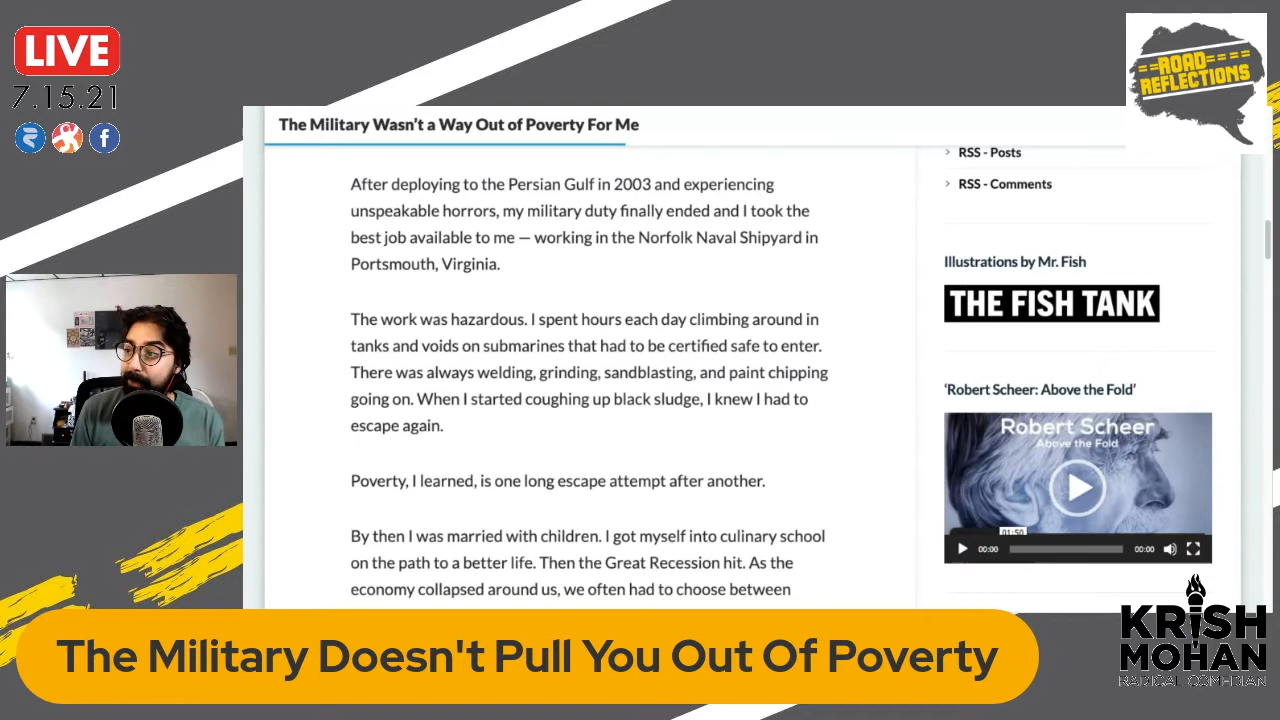 LIVE
7.15.21
ROAD
REFLECTIONS
The Military Wasn't a Way Out of Poverty For Me
After deploying to the Persian Gulf in 2003 and experiencing
unspeakable horrors, my military duty finally ended and I took the
best job available to me — working in the Norfolk Naval Shipyard in
Portsmouth, Virginia.
The work was hazardous. I spent hours each day climbing around in
tanks and voids on submarines that had to be certified safe to enter.
There was always welding, grinding, sandblasting, and paint chipping
going on. When I started coughing up black sludge, I knew I had to
escape again.
Poverty, I learned, is one long escape attempt after another.
By then I was married with children. I got myself into culinary school
on the path to a better life. Then the Great Recession hit. As the
economy collapsed around us, we often had to choose between
RSS - Posts
RSS - Comments
Illustrations by Mr. Fish
THE FISH TANK
‘Robert Scheer: Above the Fold’
Robert Scheer
Above the Fold
01:50
00:00
00:00
The Military Doesn't Pull You Out Of Poverty
KRISH
MOHAN
RADICAL COMEDIAN